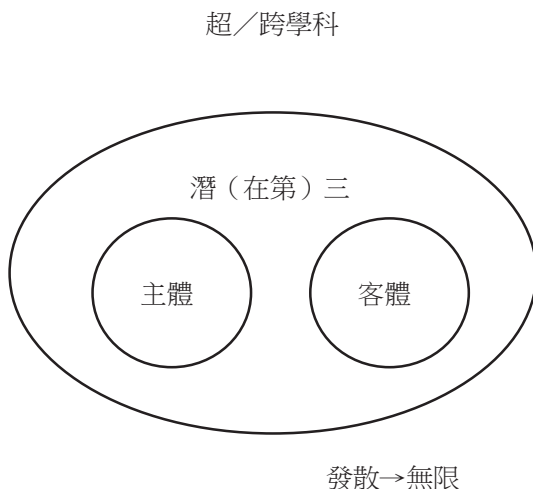 超／跨學科
潛（在第）三
主體
客體
發散→無限